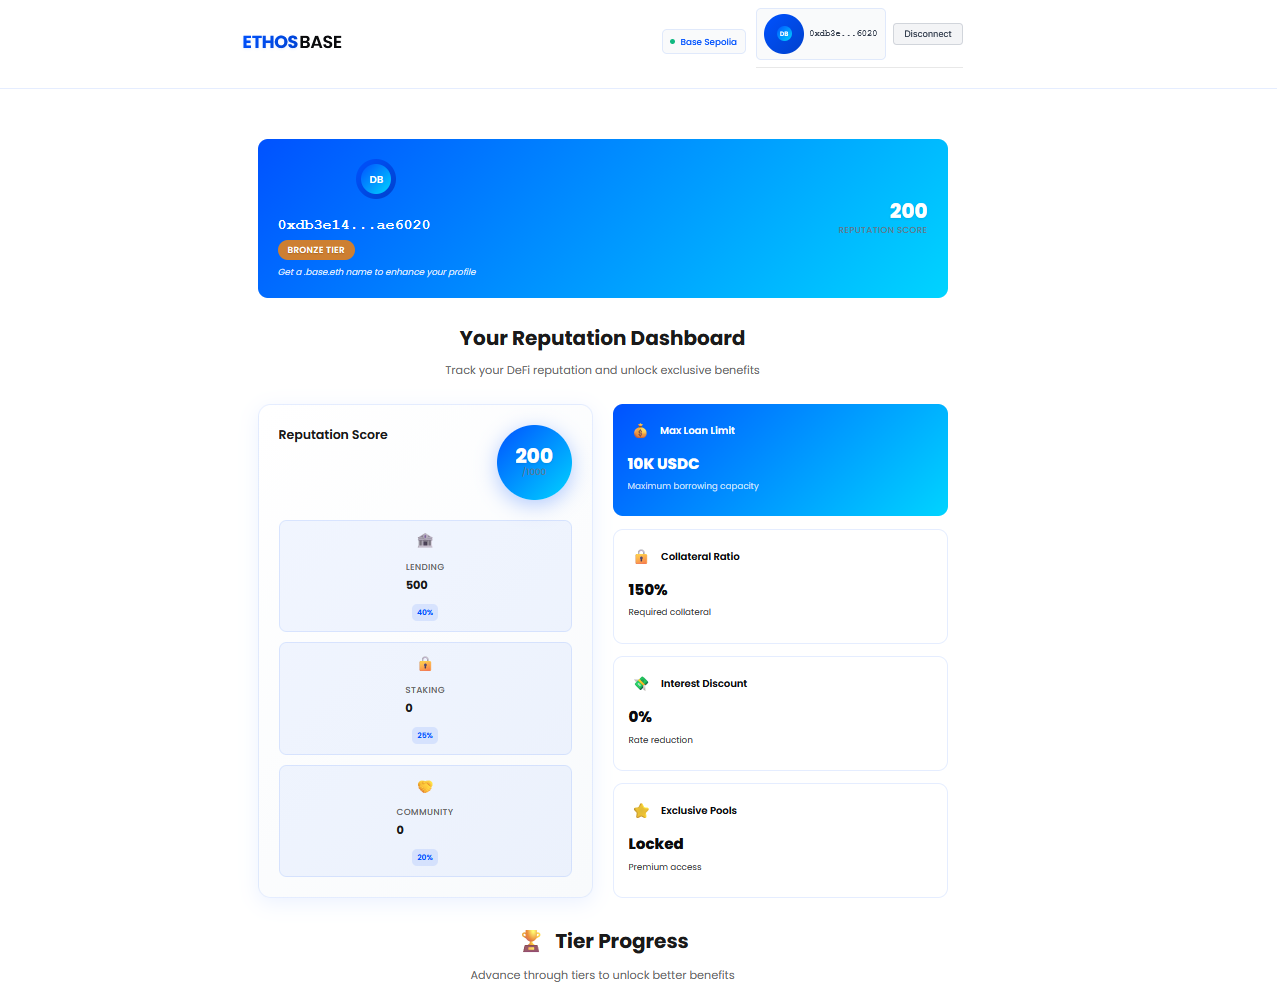 ETHOSBASE
Base Sepolia
DB
0xdb3e...6020
Disconnect
DB
0xdb3e14...ae6020
BRONZE TIER
Get a .base.eth name to enhance your profile
200
REPUTATION SCORE
Your Reputation Dashboard
Track your DeFi reputation and unlock exclusive benefits
Reputation Score
200
LENDING
500
40%
STAKING
0
25%
COMMUNITY
0
20%
Max Loan Limit
10K USDC
Maximum borrowing capacity
Collateral Ratio
150%
Required collateral
Interest Discount
0%
Rate reduction
Exclusive Pools
Locked
Premium access
Tier Progress
Advance through tiers to unlock better benefits